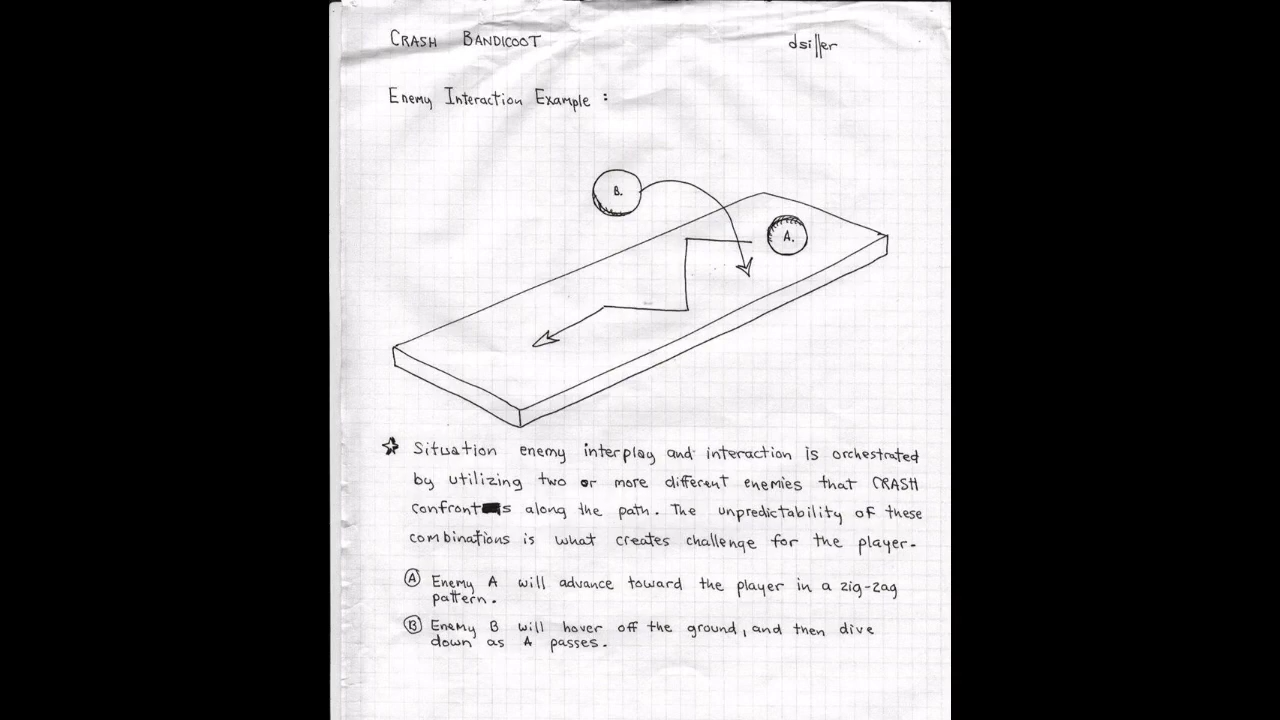 CRASH BANDICOOT
dsiller
Enemy Interaction Example :
B.
A.
Situation enemy interplay and interaction is orchestrated
by utilizing two or more different enemies that CRASH
confronts along the path. The unpredictability of these
combinations is what creates challenge for the player.
A Enemy A will advance toward the player in a zig-zag
pattern.
B Enemy B will hover off the ground, and then dive
down as A passes.